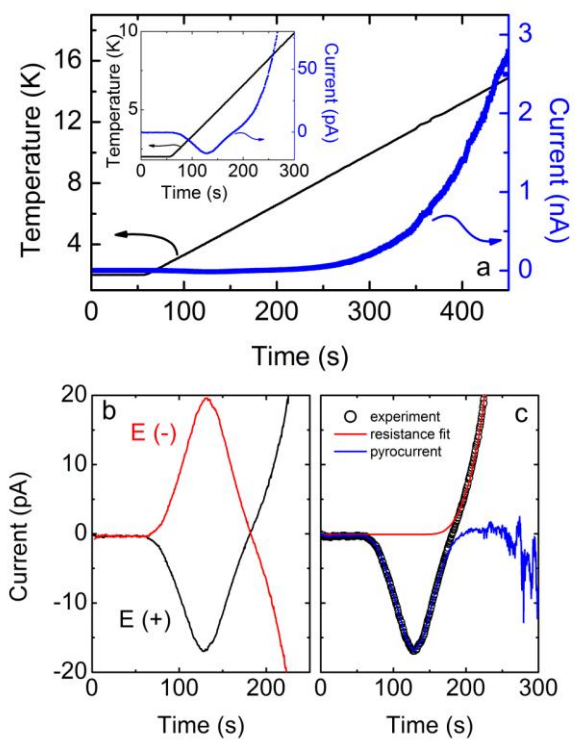 16
12
8
4
Temperature (K)
0 100 200 300 400
Time (s)
3
2
1
0
Current (nA)
a
10
5
Temperature (K)
0 100 200 300
Time (s)
50
0
Current (pA)
b
E (-)
E (+)
20
10
0
-10
-20
Current (pA)
0 100 200
Time (s)
c
experiment
resistance fit
pyrocurrent
0 100 200 300
Time (s)